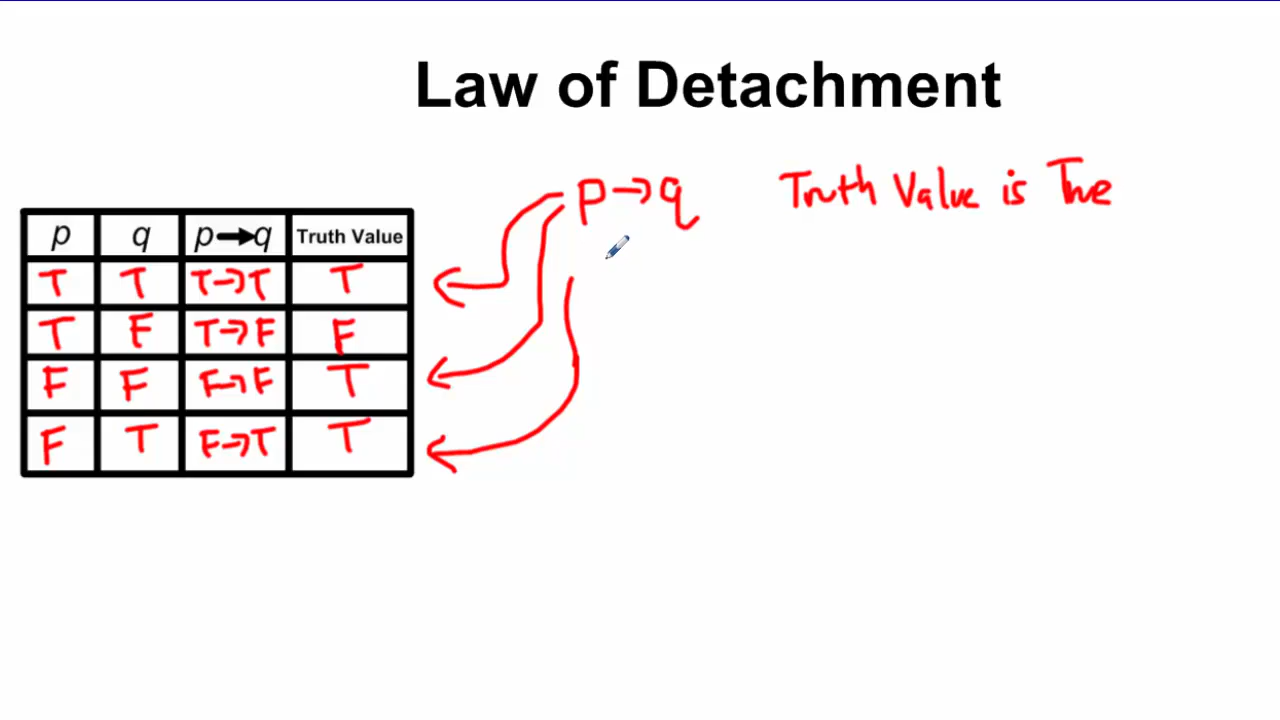 Law of Detachment
p→q Truth Value is True
p q p→q Truth Value
T T T→T T
T F T→F F
F F F→F T
F T F→T T